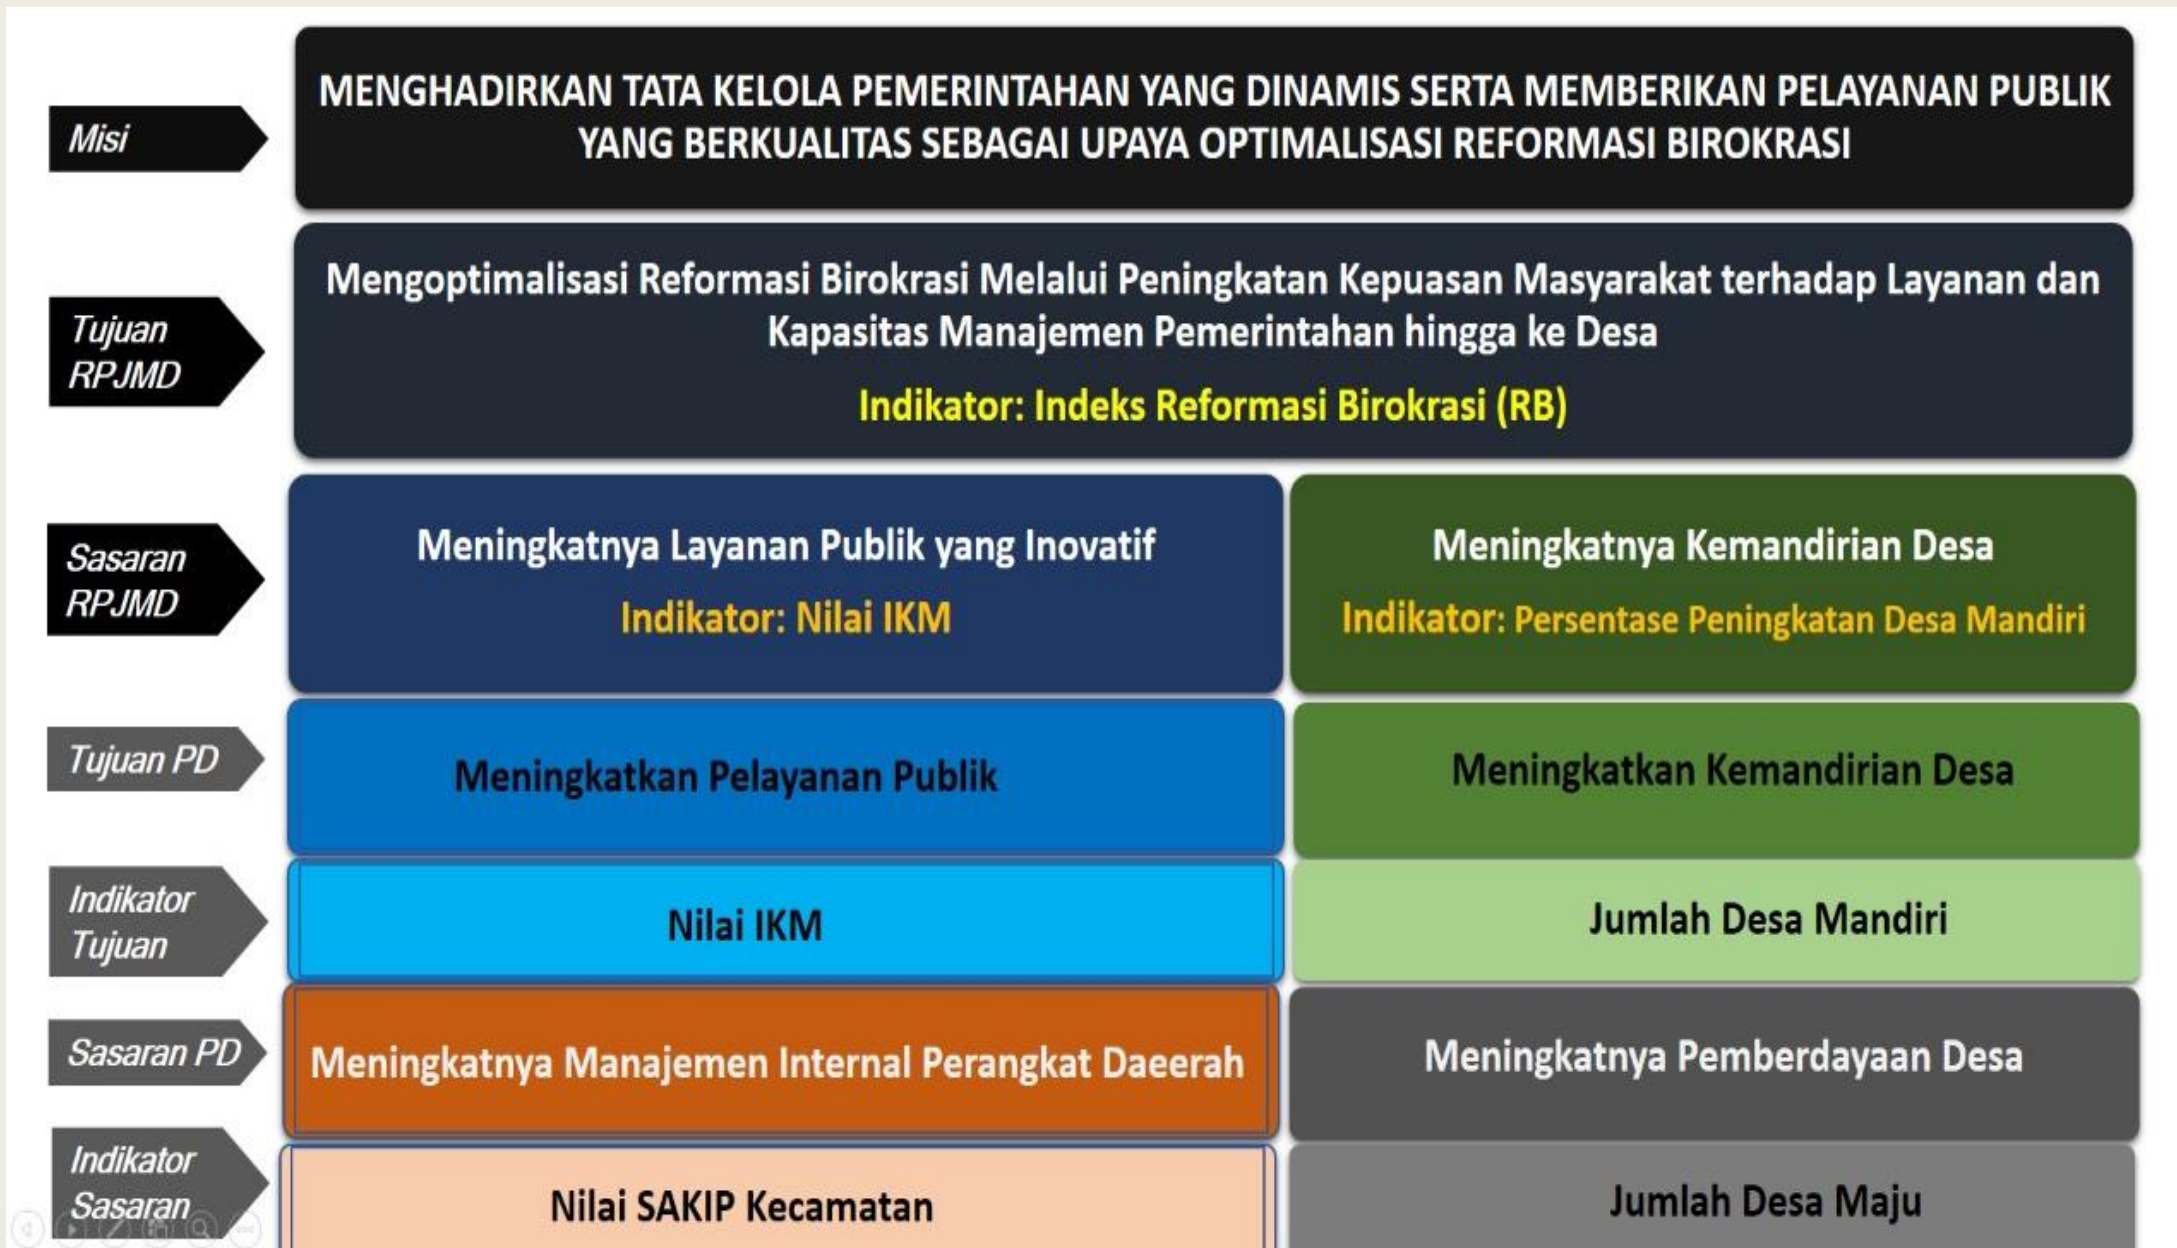 Misi
MENGHADIRKAN TATA KELOLA PEMERINTAHAN YANG DINAMIS SERTA MEMBERIKAN PELAYANAN PUBLIK
YANG BERKUALITAS SEBAGAI UPAYA OPTIMALISASI REFORMASI BIROKRASI
Tujuan
RPJMD
Mengoptimalisasi Reformasi Birokrasi Melalui Peningkatan Kepuasan Masyarakat terhadap Layanan dan
Kapasitas Manajemen Pemerintahan hingga ke Desa
Indikator: Indeks Reformasi Birokrasi (RB)
Sasaran
RPJMD
Meningkatnya Layanan Publik yang Inovatif
Indikator: Nilai IKM
Meningkatnya Kemandirian Desa
Indikator: Persentase Peningkatan Desa Mandiri
Tujuan PD
Meningkatkan Pelayanan Publik
Meningkatkan Kemandirian Desa
Indikator
Tujuan
Nilai IKM
Jumlah Desa Mandiri
Sasaran PD
Meningkatnya Manajemen Internal Perangkat Daeerah
Meningkatnya Pemberdayaan Desa
Indikator
Sasaran
Nilai SAKIP Kecamatan
Jumlah Desa Maju